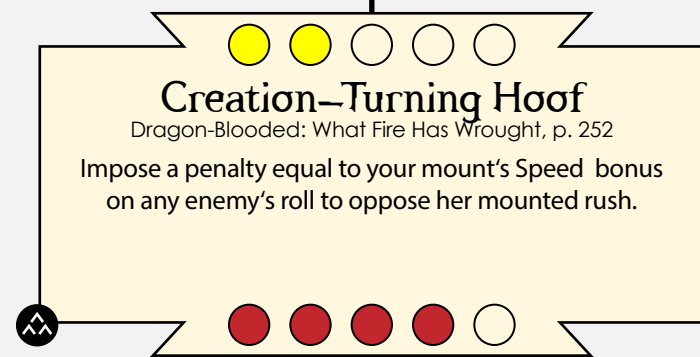 Creation-Turning Hoof
Dragon-Blooded: What Fire Has Wrought, p. 252
Impose a penalty equal to your mount‘s Speed bonus
on any enemy‘s roll to oppose her mounted rush.